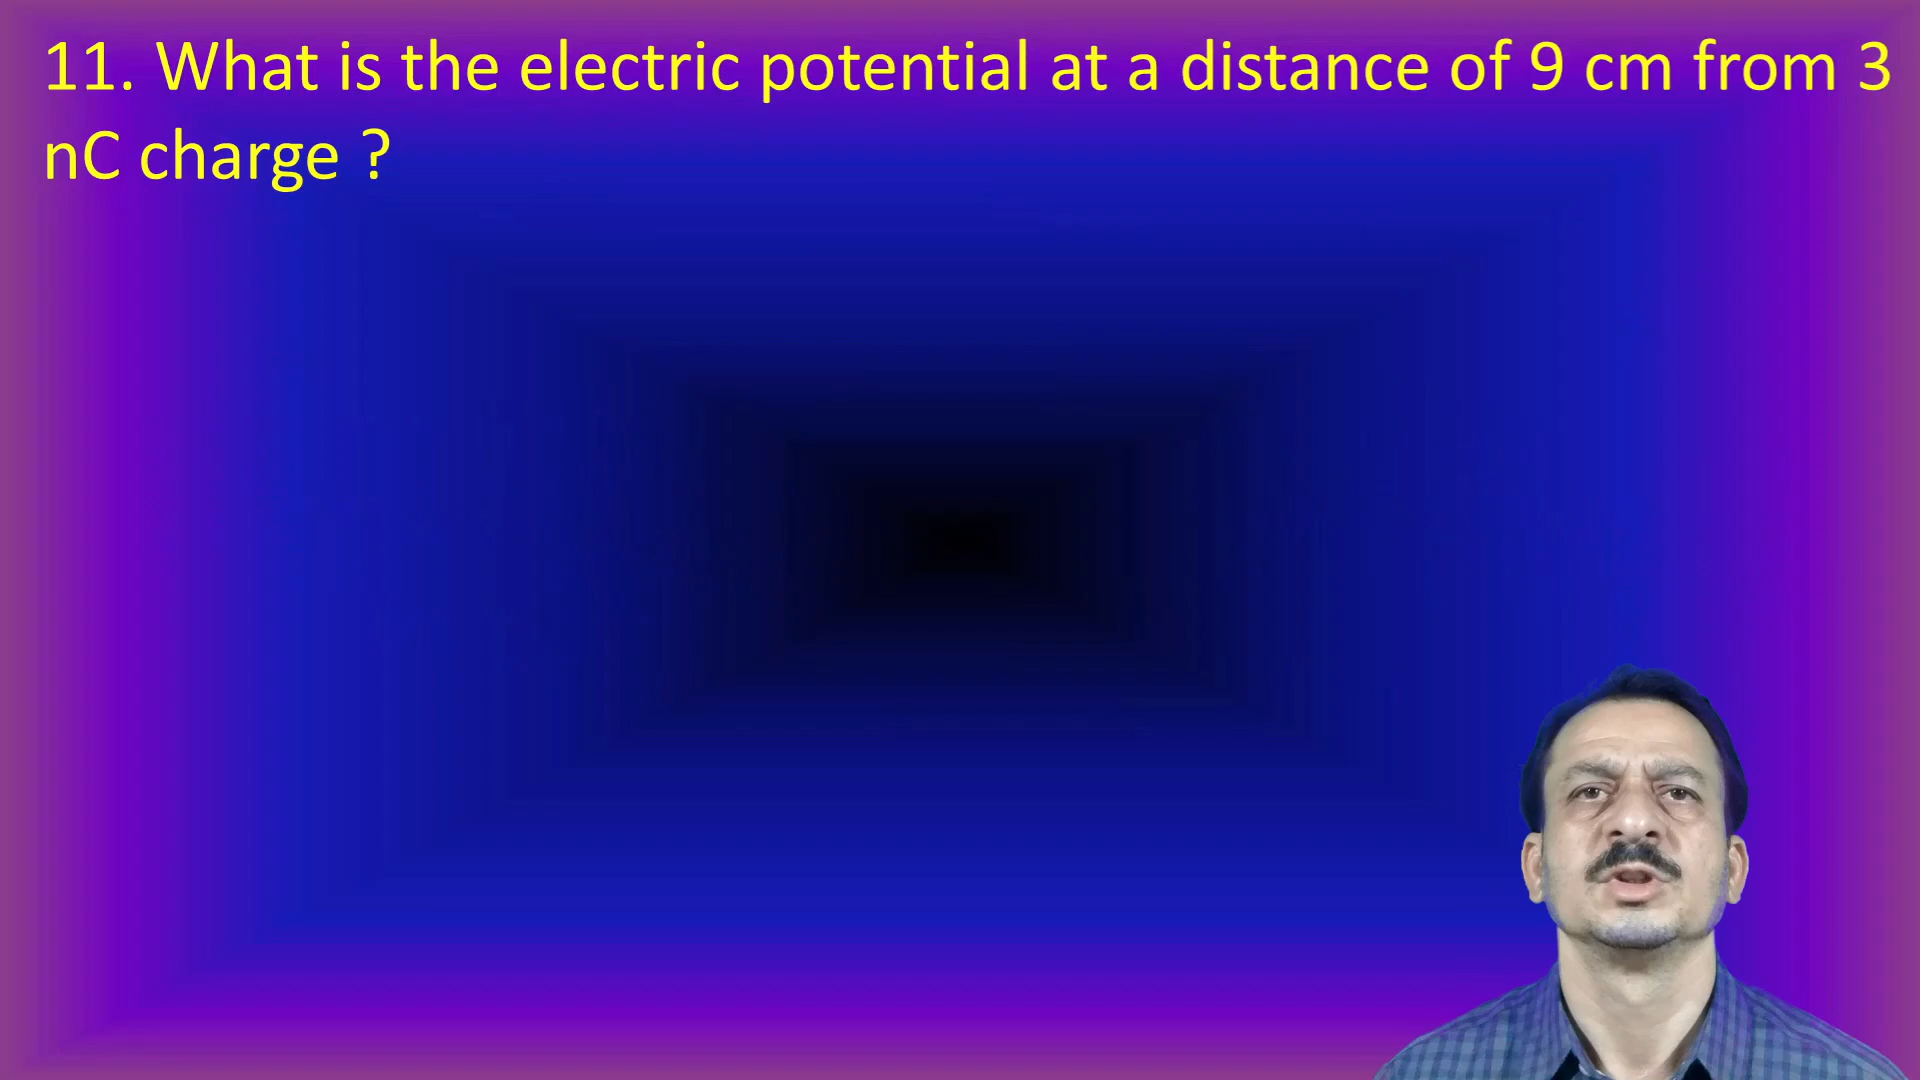 11. What is the electric potential at a distance of 9 cm from 3
nC charge ?